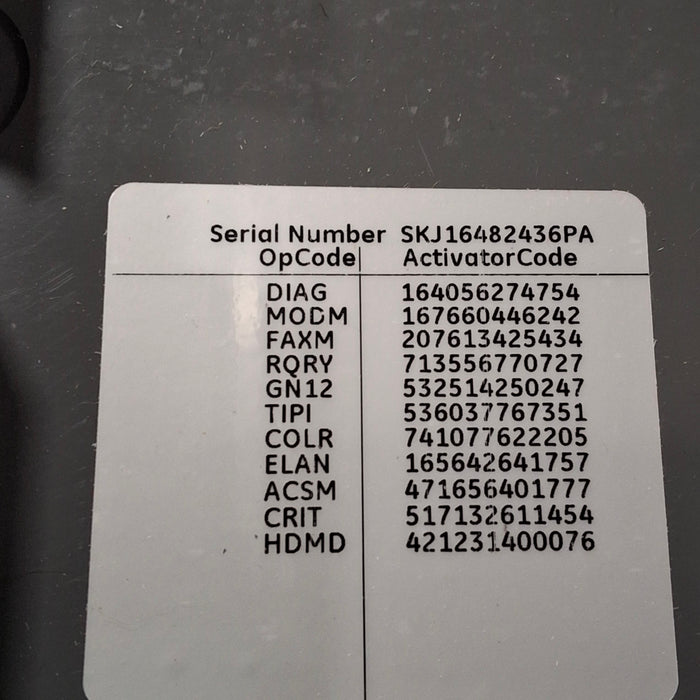 Serial Number SKJ16482436PA
OpCode ActivatorCode
DIAG 164056274754
MODM 167660446242
FAXM 207613425434
RQRY 713556770727
GN12 532514250247
TIPI 536037767351
COLR 741077622205
ELAN 165642641757
ACSM 471656401777
CRIT 517132611454
HDMD 421231400076